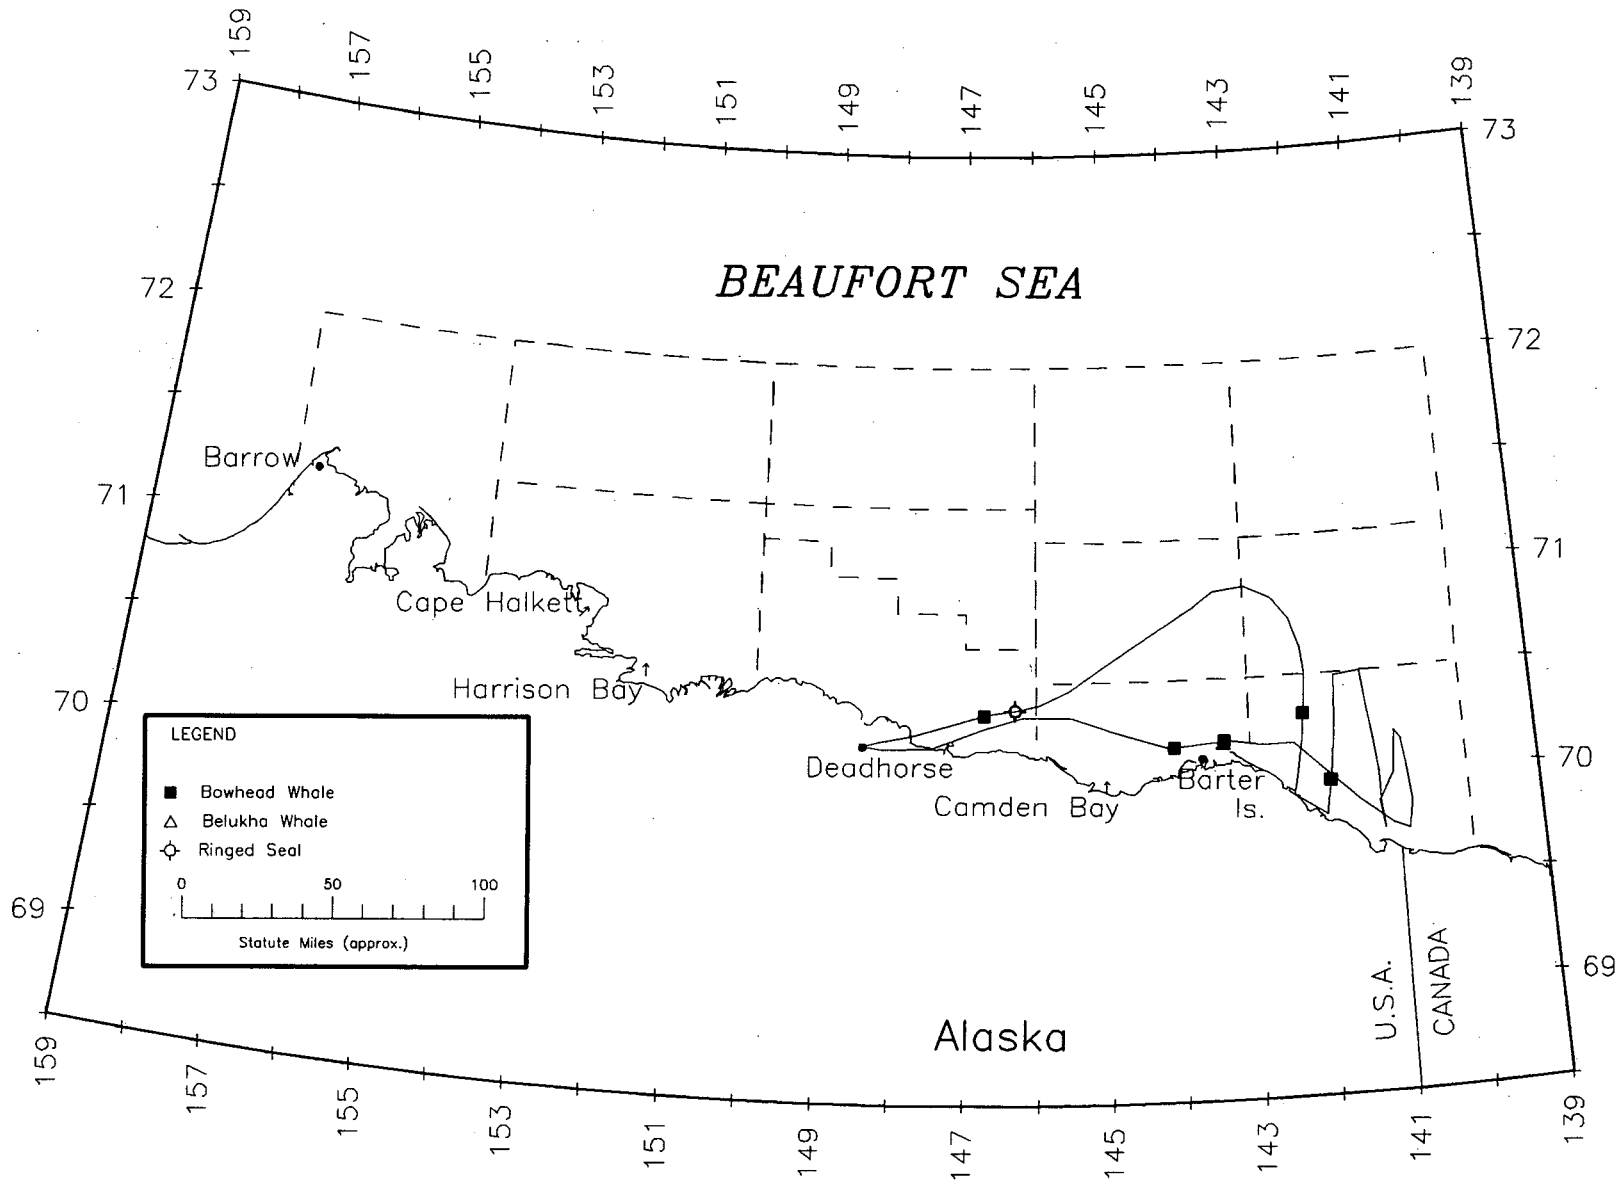 159
157
155
153
151
149
147
145
143
141
139
73
73
BEAUFORT SEA
72
72
Barrow
71
71
Cape Halkett
Harrison Bay
70
70
Deadhorse
Barter
Is.
Camden Bay
LEGEND
Bowhead Whale
Belukha Whale
Ringed Seal
0 50 100
Statute Miles (approx.)
69
69
U.S.A.
CANADA
Alaska
159
157
155
153
151
149
147
145
143
141
139